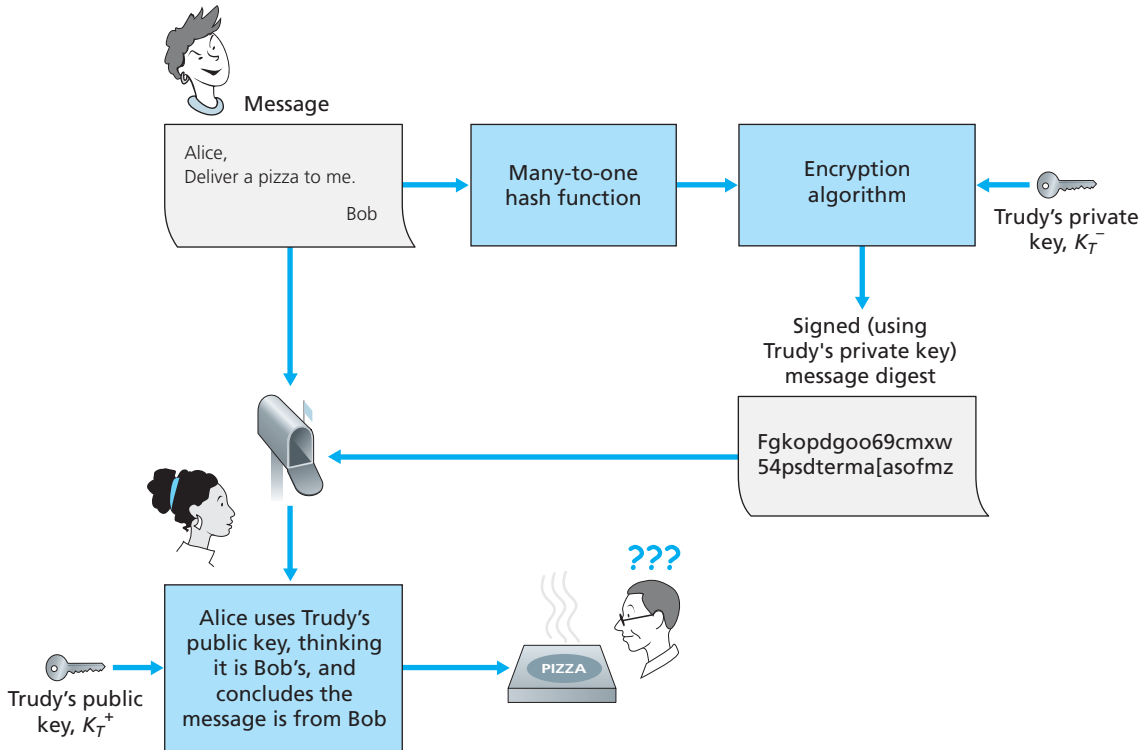 Message
Alice,
Deliver a pizza to me.
Bob
Many-to-one
hash function
Encryption
algorithm
Trudy’s private
key, K_T^–
Signed (using
Trudy's private key)
message digest
Fgkopdgoo69cmxw
54psdterma[asofmz
Alice uses Trudy’s
public key, thinking
it is Bob’s, and
concludes the
message is from Bob
Trudy’s public
key, K_T^+
PIZZA
???